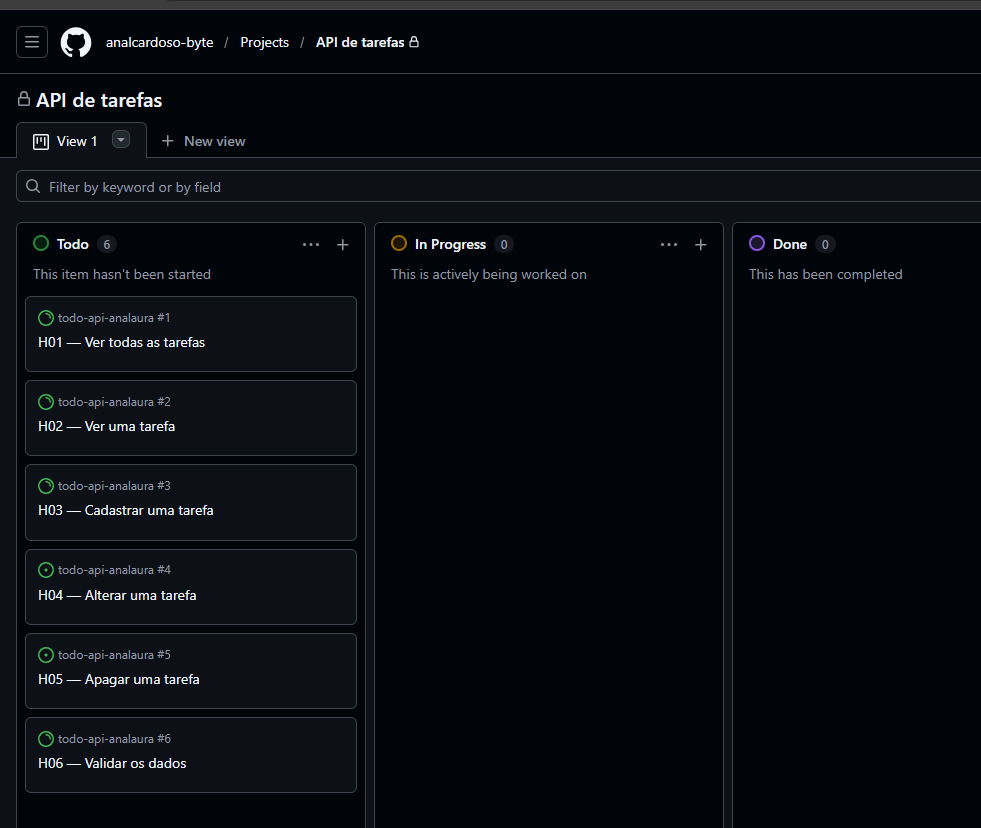 analcardoso-byte / Projects / API de tarefas
API de tarefas
View 1
New view
Filter by keyword or by field
Todo 6
This item hasn't been started
todo-api-analaura #1
H01 — Ver todas as tarefas
todo-api-analaura #2
H02 — Ver uma tarefa
todo-api-analaura #3
H03 — Cadastrar uma tarefa
todo-api-analaura #4
H04 — Alterar uma tarefa
todo-api-analaura #5
H05 — Apagar uma tarefa
todo-api-analaura #6
H06 — Validar os dados
In Progress 0
This is actively being worked on
Done 0
This has been completed